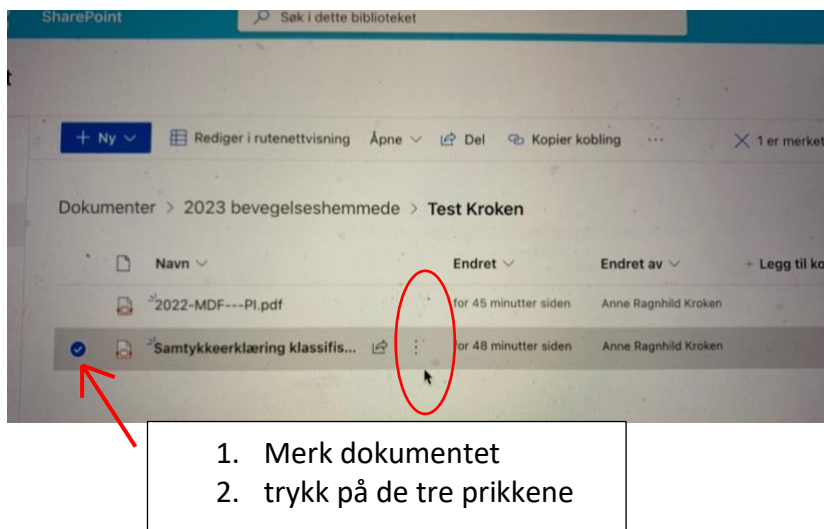 SharePoint
Søk i dette biblioteket
t
+ Ny
Rediger i rutenettvisning Åpne Del Kopier kobling ... 1 er merket
Dokumenter > 2023 bevegelseshemmede > Test Kroken
Navn Endret Endret av + Legg til ko
2022-MDF---PI.pdf for 45 minutter siden Anne Ragnhild Kroken
Samtykkeerklæring klassifis... for 48 minutter siden Anne Ragnhild Kroken
1. Merk dokumentet
2. trykk på de tre prikkene